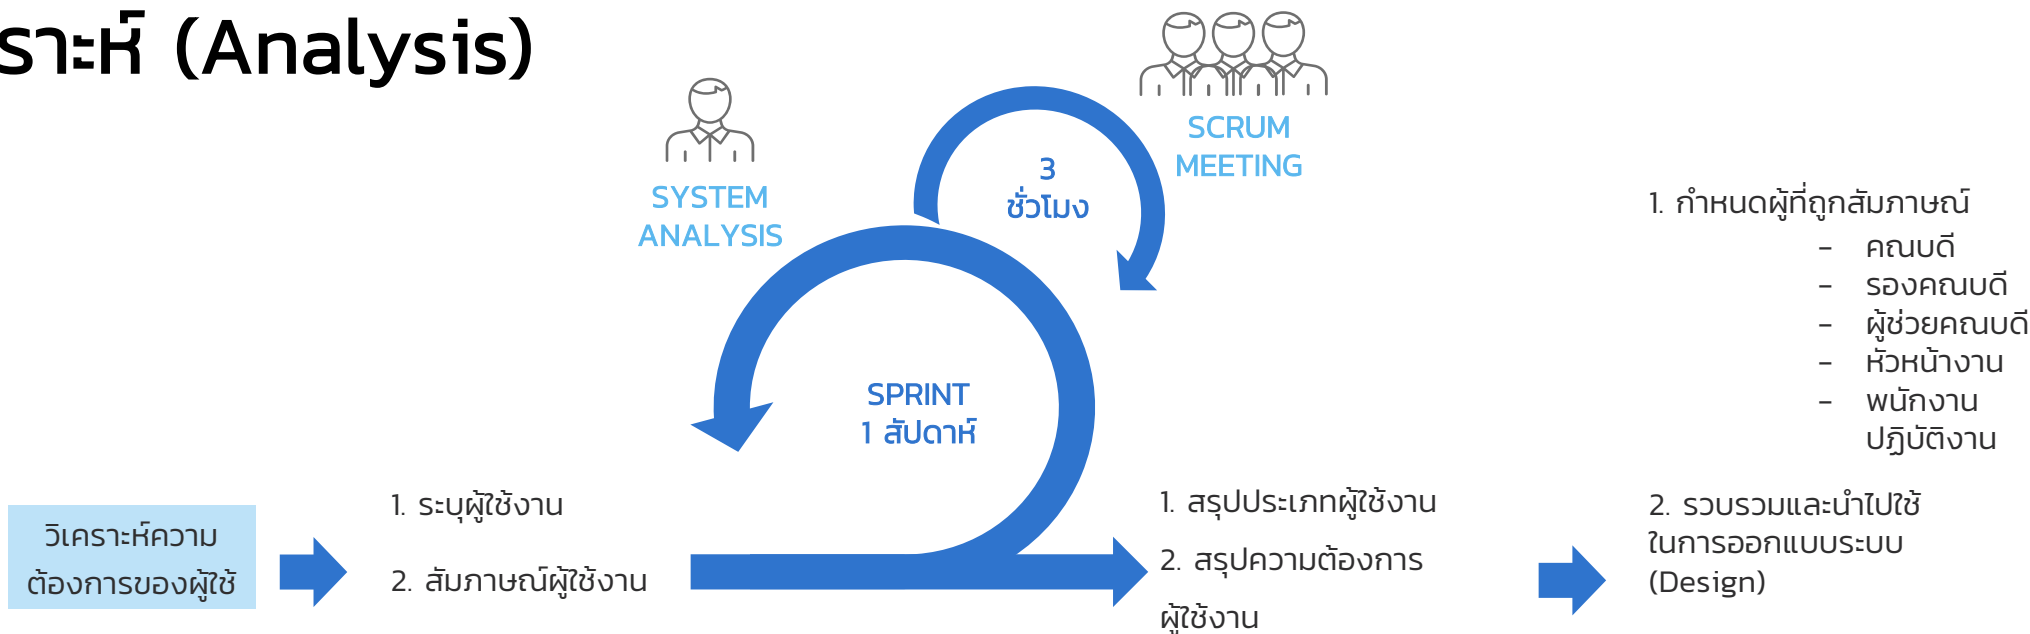 ราะห์ (Analysis)
SYSTEM
ANALYSIS
3
ชั่วโมง
SCRUM
MEETING
SPRINT
1 สัปดาห์
วิเคราะห์ความ
ต้องการของผู้ใช้
1. ระบุผู้ใช้งาน
2. สัมภาษณ์ผู้ใช้งาน
1. สรุปประเภทผู้ใช้งาน
2. สรุปความต้องการ
ผู้ใช้งาน
1. กำหนดผู้ที่ถูกสัมภาษณ์
- คณบดี
- รองคณบดี
- ผู้ช่วยคณบดี
- หัวหน้างาน
- พนักงาน
ปฏิบัติงาน
2. รวบรวมและนำไปใช้
ในการออกแบบระบบ
(Design)